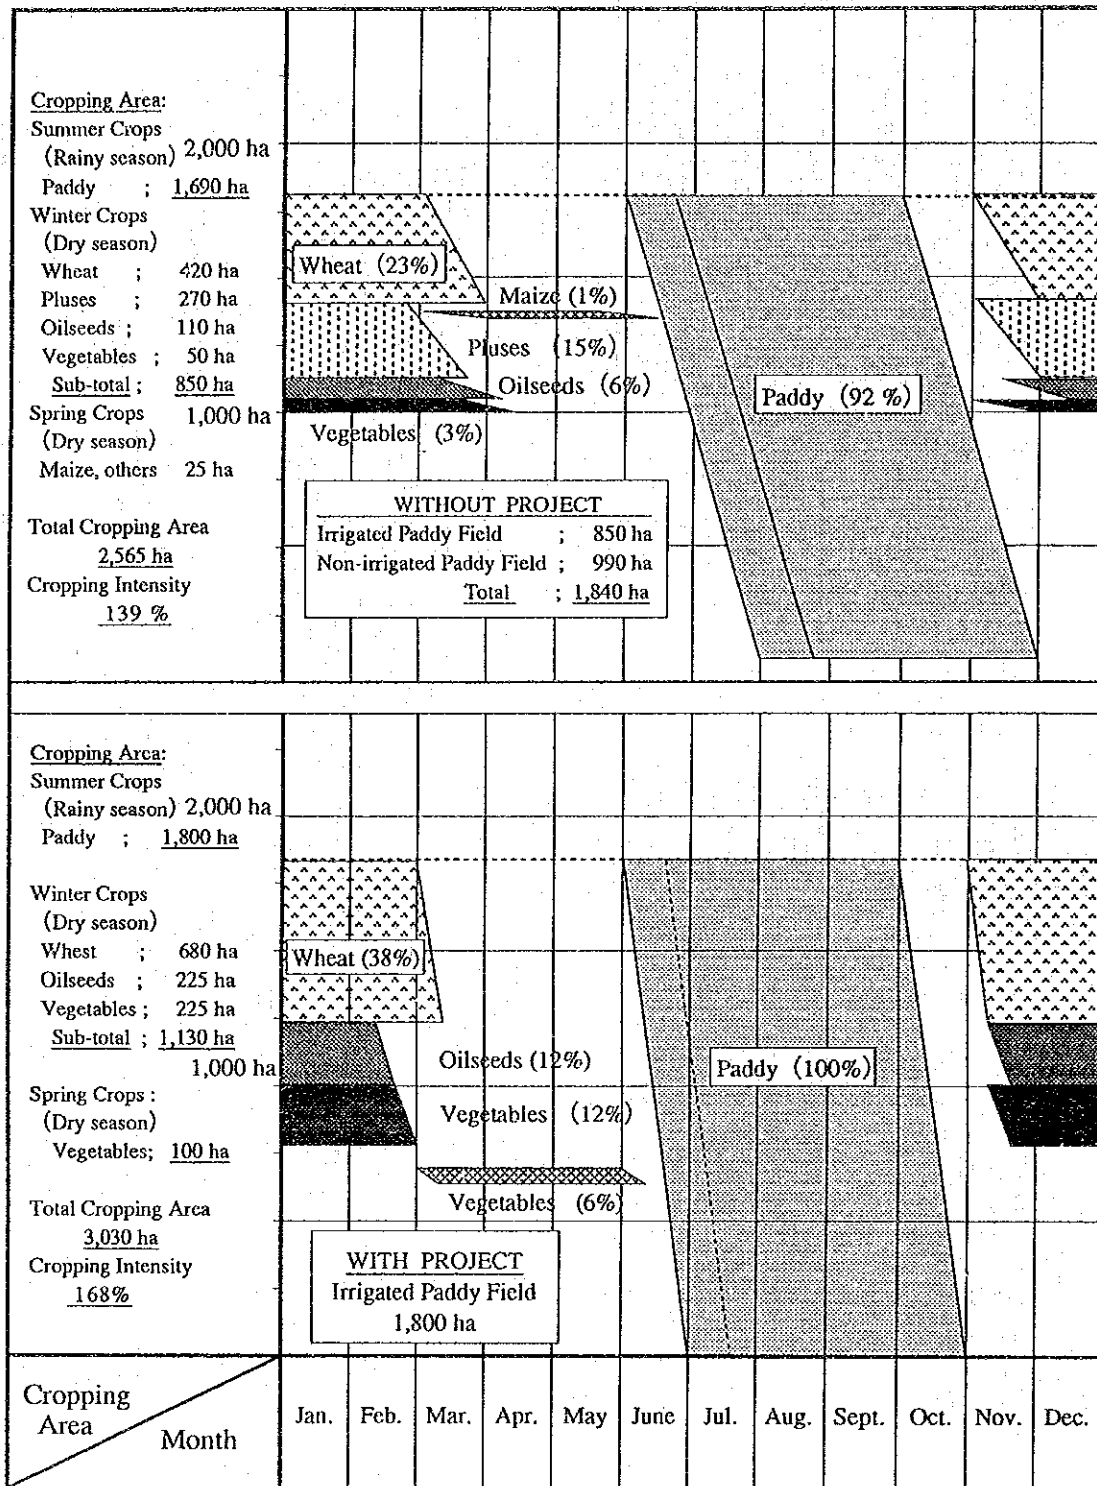 Cropping Area:
Summer Crops
(Rainy season) 2,000 ha
Paddy ; 1,690 ha
Winter Crops
(Dry season)
Wheat ; 420 ha
Pluses ; 270 ha
Oilseeds ; 110 ha
Vegetables ; 50 ha
Sub-total ; 850 ha
Spring Crops 1,000 ha
(Dry season)
Maize, others 25 ha
Total Cropping Area
2,565 ha
Cropping Intensity
139 %
Wheat (23%)
Maize (1%)
Pluses (15%)
Oilseeds (6%)
Vegetables (3%)
Paddy (92 %)
WITHOUT PROJECT
Irrigated Paddy Field ; 850 ha
Non-irrigated Paddy Field ; 990 ha
Total ; 1,840 ha
Cropping Area:
Summer Crops
(Rainy season) 2,000 ha
Paddy ; 1,800 ha
Winter Crops
(Dry season)
Whest ; 680 ha
Oilseeds ; 225 ha
Vegetables ; 225 ha
Sub-total ; 1,130 ha
1,000 ha
Spring Crops :
(Dry season)
Vegetables; 100 ha
Total Cropping Area
3,030 ha
Cropping Intensity
168%
Wheat (38%)
Oilseeds (12%)
Vegetables (12%)
Vegetables (6%)
Paddy (100%)
WITH PROJECT
Irrigated Paddy Field
1,800 ha
Cropping
Area
Month
Jan. Feb. Mar. Apr. May June Jul. Aug. Sept. Oct. Nov. Dec.